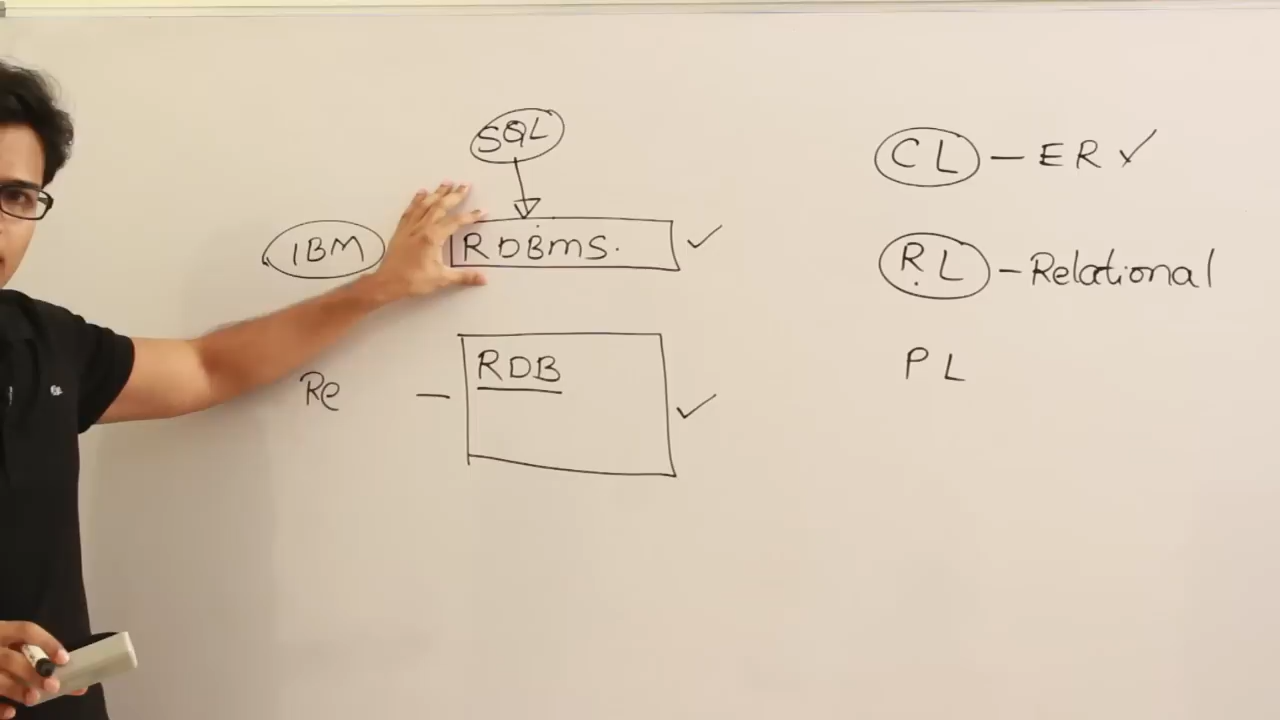 SQL
IBM RDBMS.
Re – RDB
CL – ER ✓
RL – Relational
PL